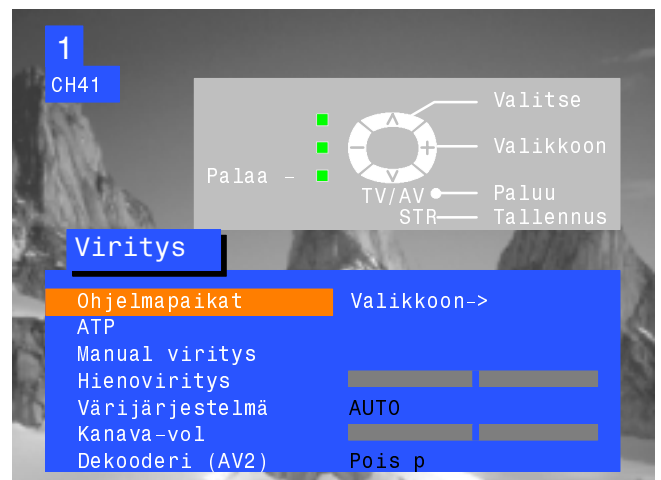 1
CH41
Valitse
Valikkoon
Palaa –
TV/AV Paluu
STR Tallennus
Viritys
Ohjelmapaikat Valikkoon->
ATP
Manual viritys
Hienoviritys
Värijärjestelmä AUTO
Kanava-vol
Dekooderi (AV2) Pois p